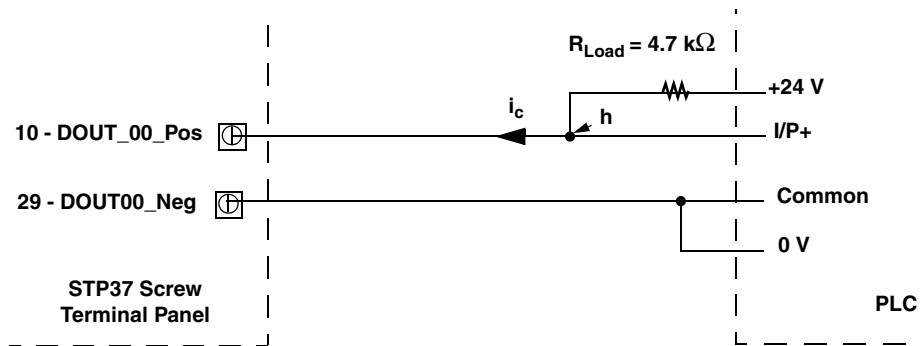 R_Load = 4.7 kΩ
+24 V
i_c
h
10 - DOUT_00_Pos
I/P+
29 - DOUT00_Neg
Common
0 V
STP37 Screw
Terminal Panel
PLC